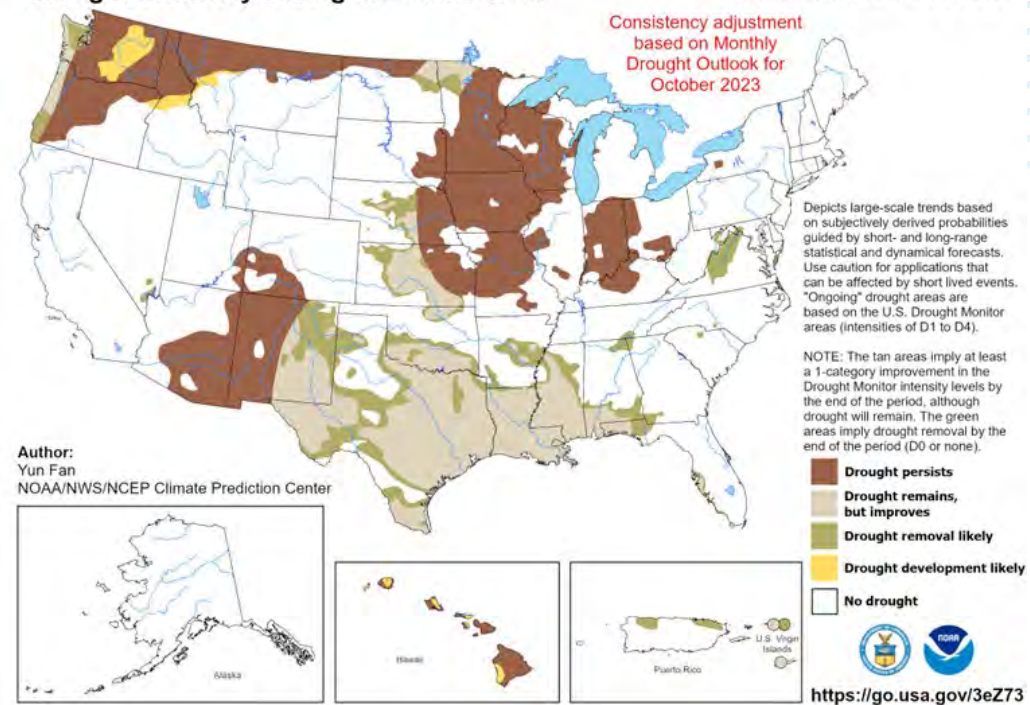 Consistency adjustment
based on Monthly
Drought Outlook for
October 2023
Depicts large-scale trends based
on subjectively derived probabilities
guided by short- and long-range
statistical and dynamical forecasts.
Use caution for applications that
can be affected by short lived events.
"Ongoing" drought areas are
based on the U.S. Drought Monitor
areas (intensities of D1 to D4).
NOTE: The tan areas imply at least
a 1-category improvement in the
Drought Monitor intensity levels by
the end of the period, although
drought will remain. The green
areas imply drought removal by the
end of the period (D0 or none).
Author:
Yun Fan
NOAA/NWS/NCEP Climate Prediction Center
Drought persists
Drought remains,
but improves
Drought removal likely
Drought development likely
No drought
Alaska
Hawaii
Puerto Rico
U.S. Virgin
Islands
NOAA
https://go.usa.gov/3eZ73